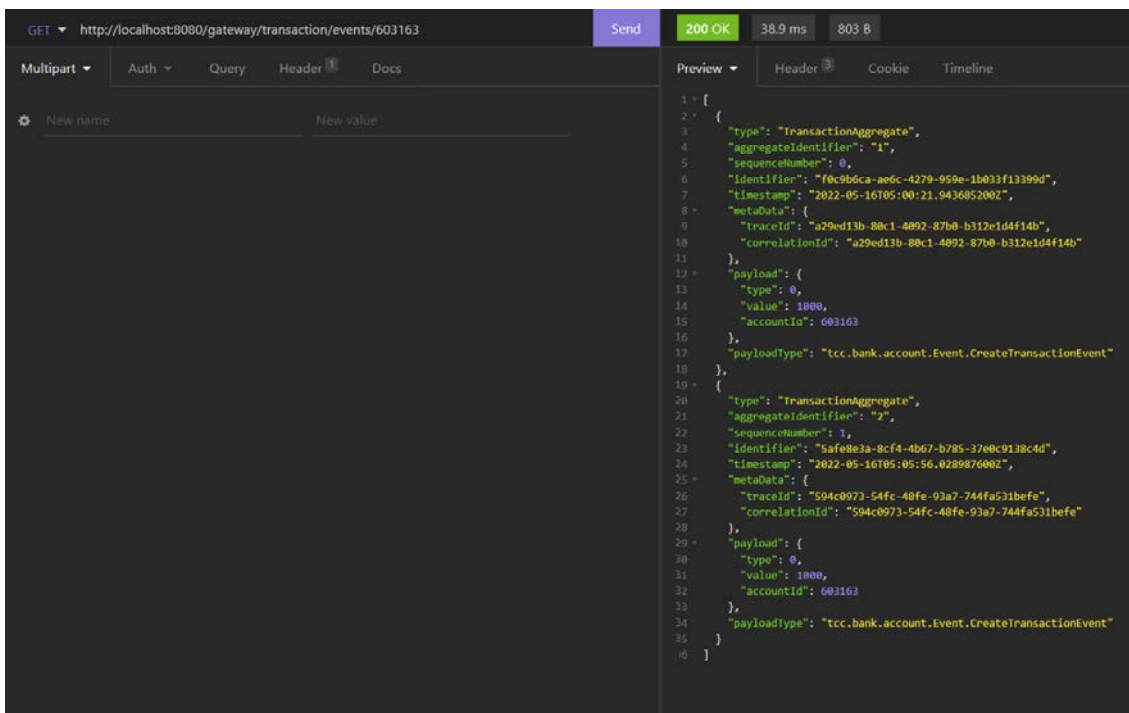 GET http://localhost:8080/gateway/transaction/events/603163 Send 200 OK 38.9 ms 803 B
Multipart Auth Query Header 1 Docs Preview Header 3 Cookie Timeline
New name New value
1 [
2 {
3 "type": "TransactionAggregate",
4 "aggregateIdentifier": "1",
5 "sequenceNumber": 0,
6 "identifier": "f0c9b6ca-ae6c-4279-959e-1b033f13399d",
7 "timestamp": "2022-05-16T05:00:21.943685200Z",
8 "metaData": {
9 "traceId": "a29ed13b-80c1-4092-87b0-b312e1d4f14b",
10 "correlationId": "a29ed13b-80c1-4092-87b0-b312e1d4f14b"
11 },
12 "payload": {
13 "type": 0,
14 "value": 1000,
15 "accountId": 603163
16 },
17 "payloadType": "tcc.bank.account.Event.CreateTransactionEvent"
18 },
19 {
20 "type": "TransactionAggregate",
21 "aggregateIdentifier": "2",
22 "sequenceNumber": 1,
23 "identifier": "5afe8e3a-8cf4-4b67-b785-37e0c9138c4d",
24 "timestamp": "2022-05-16T05:05:56.028987600Z",
25 "metaData": {
26 "traceId": "594c0973-54fc-48fe-93a7-744fa531befe",
27 "correlationId": "594c0973-54fc-48fe-93a7-744fa531befe"
28 },
29 "payload": {
30 "type": 0,
31 "value": 1000,
32 "accountId": 603163
33 },
34 "payloadType": "tcc.bank.account.Event.CreateTransactionEvent"
35 }
36 ]